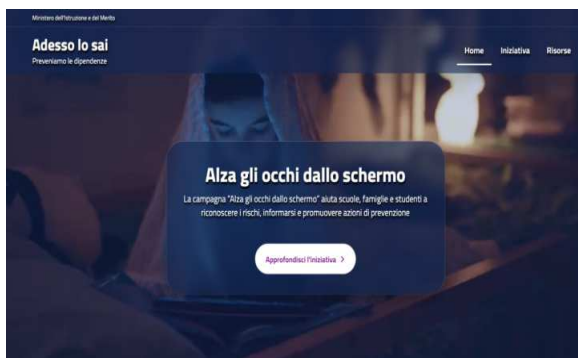 Ministero dell'Istruzione e del Merito
Adesso lo sai
Preveniamo le dipendenze
Home Iniziativa Risorse
Alza gli occhi dallo schermo
La campagna "Alza gli occhi dallo schermo" aiuta scuole, famiglie e studenti a
riconoscere i rischi, informarsi e promuovere azioni di prevenzione
Approfondisci l'iniziativa >